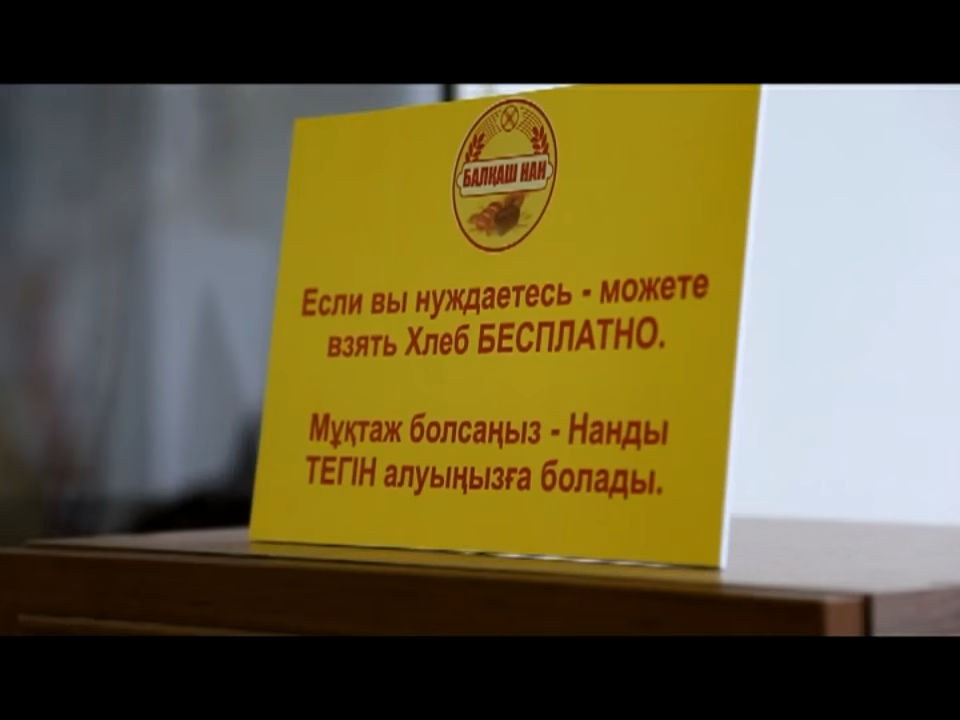 БАЛҚАШ НАН
Если вы нуждаетесь - можете
взять Хлеб БЕСПЛАТНО.
Мұқтаж болсаңыз - Нанды
ТЕГІН алуыңызға болады.